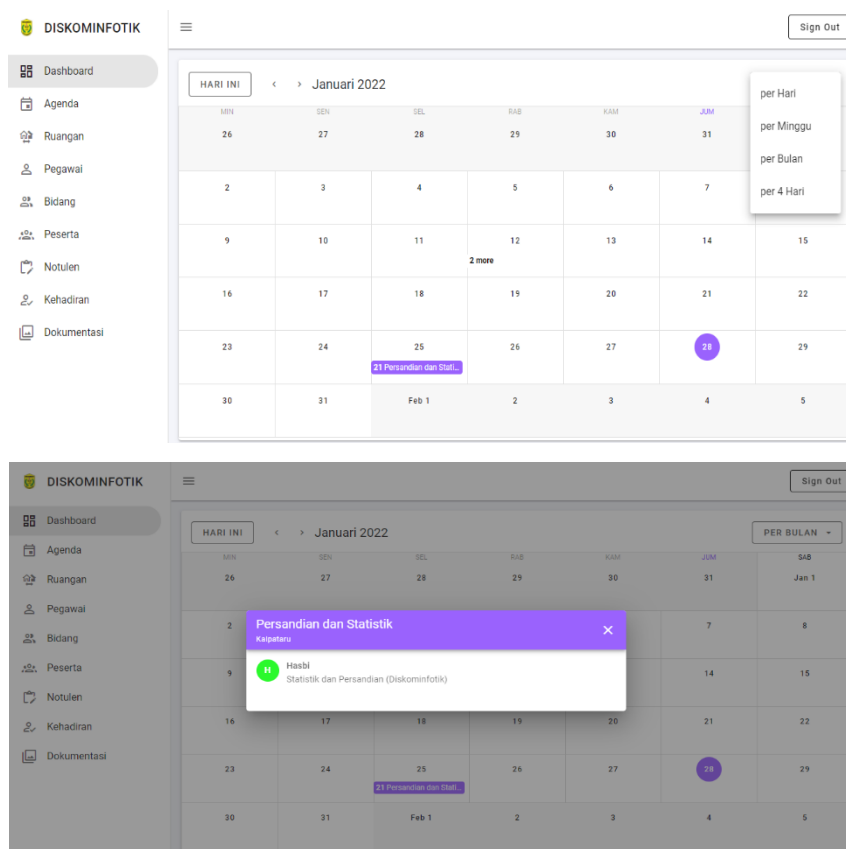 DISKOMINFOTIK
Sign Out
Dashboard
Agenda
Ruangan
Pegawai
Bidang
Peserta
Notulen
Kehadiran
Dokumentasi
HARI INI
Januari 2022
per Hari
per Minggu
per Bulan
per 4 Hari
MIN SEN SEL RAB KAM JUM
26 27 28 29 30 31
2 3 4 5 6 7
9 10 11 12 13 14 15
2 more
16 17 18 19 20 21 22
23 24 25 26 27 28 29
21 Persandian dan Stati...
30 31 Feb 1 2 3 4 5
DISKOMINFOTIK
Sign Out
Dashboard
Agenda
Ruangan
Pegawai
Bidang
Peserta
Notulen
Kehadiran
Dokumentasi
HARI INI
Januari 2022
PER BULAN
MIN SEN SEL RAB KAM JUM SAB
26 27 28 29 30 31 Jan 1
2 7 8
Persandian dan Statistik
Kalpataru
H
Hasbi
Statistik dan Persandian (Diskominfotik)
9 14 15
16 17 18 19 20 21 22
23 24 25 26 27 28 29
21 Persandian dan Stati...
30 31 Feb 1 2 3 4 5